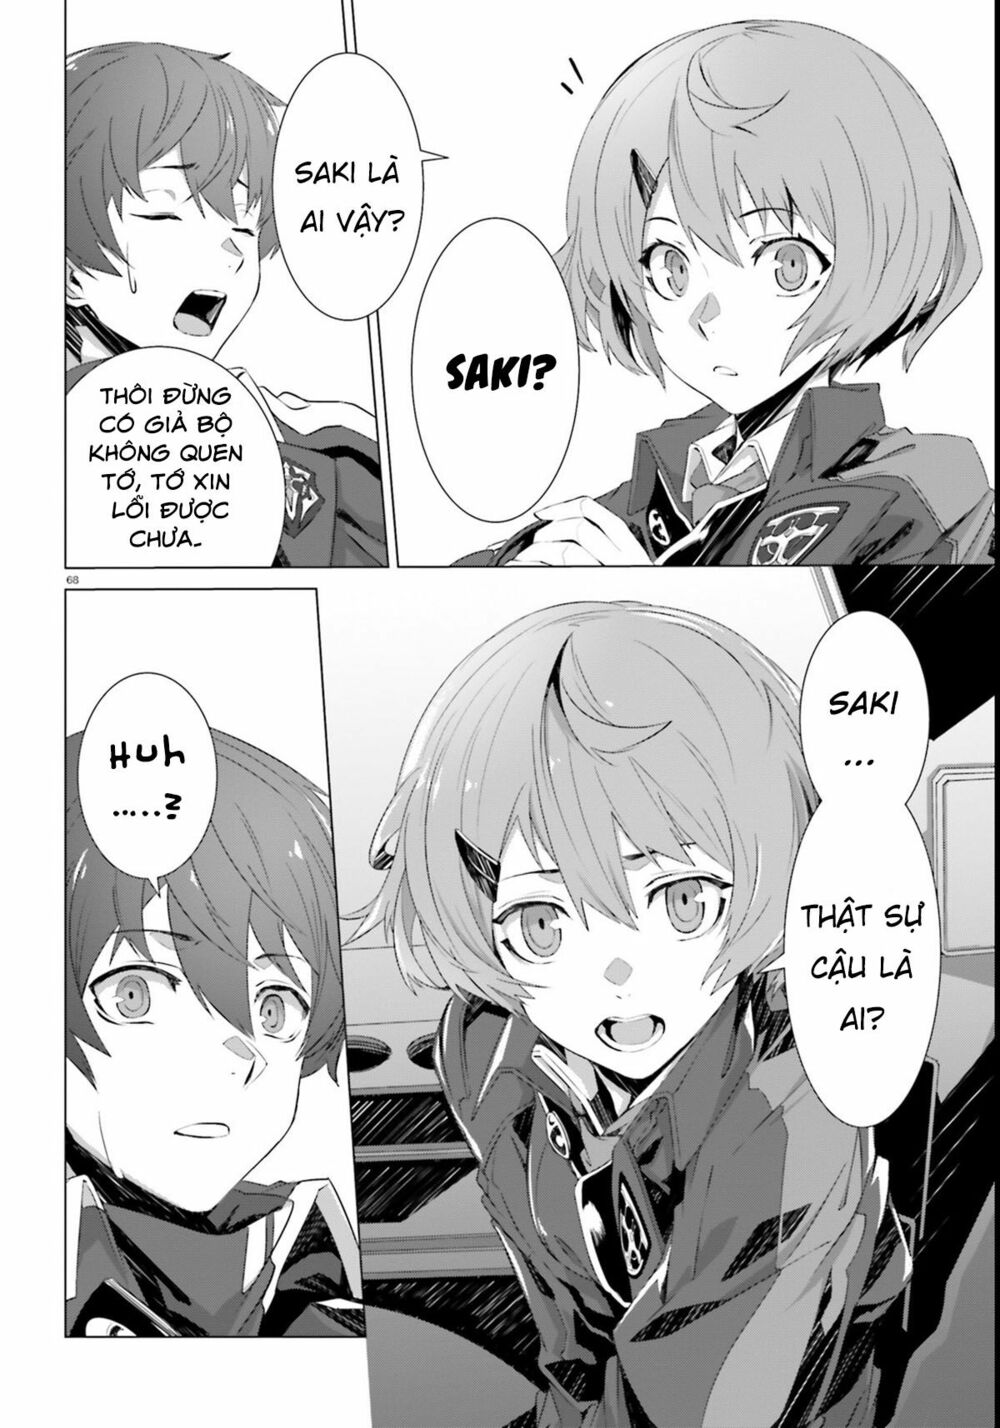 SAKI?
SAKI LÀ
AI VẬY?
THÔI ĐỪNG
CÓ GIẢ BỘ
KHÔNG QUEN
TỚ, TỚ XIN
LỖI ĐƯỢC
CHƯA..
68
SAKI
...
THẬT SỰ
CẬU LÀ
AI?
HUH
.....?